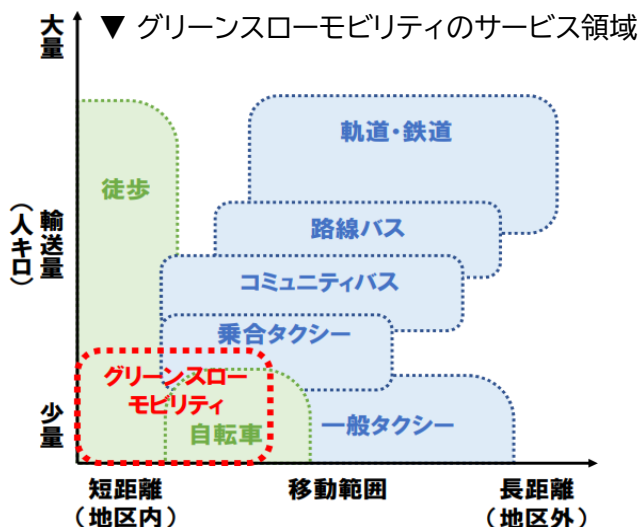 ▼ グリーンスローモビリティのサービス領域
大量
軌道・鉄道
徒歩
輸送量
（人キロ）
路線バス
コミュニティバス
乗合タクシー
グリーンスロー
モビリティ
自転車
一般タクシー
少量
短距離
（地区内）
移動範囲
長距離
（地区外）